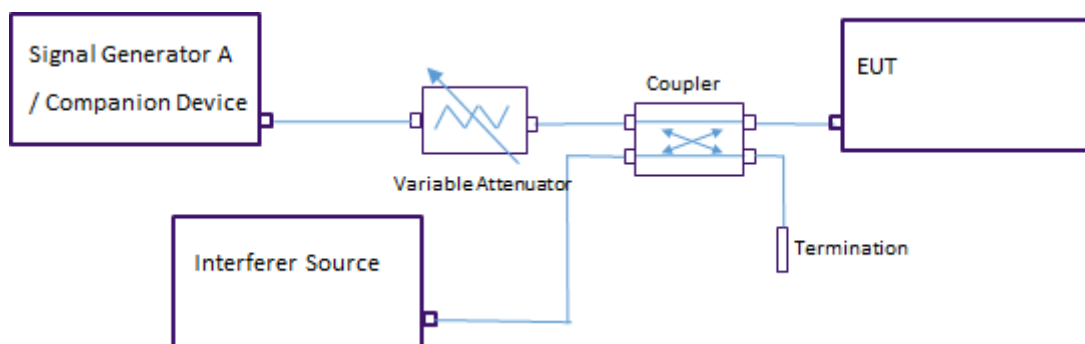 Signal Generator A
/ Companion Device
Variable Attenuator
Coupler
EUT
Interferer Source
Termination